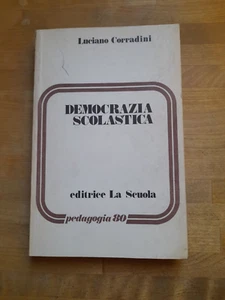 Luciano Corradini
DEMOCRAZIA
SCOLASTICA
editrice La Scuola
pedagogia 80